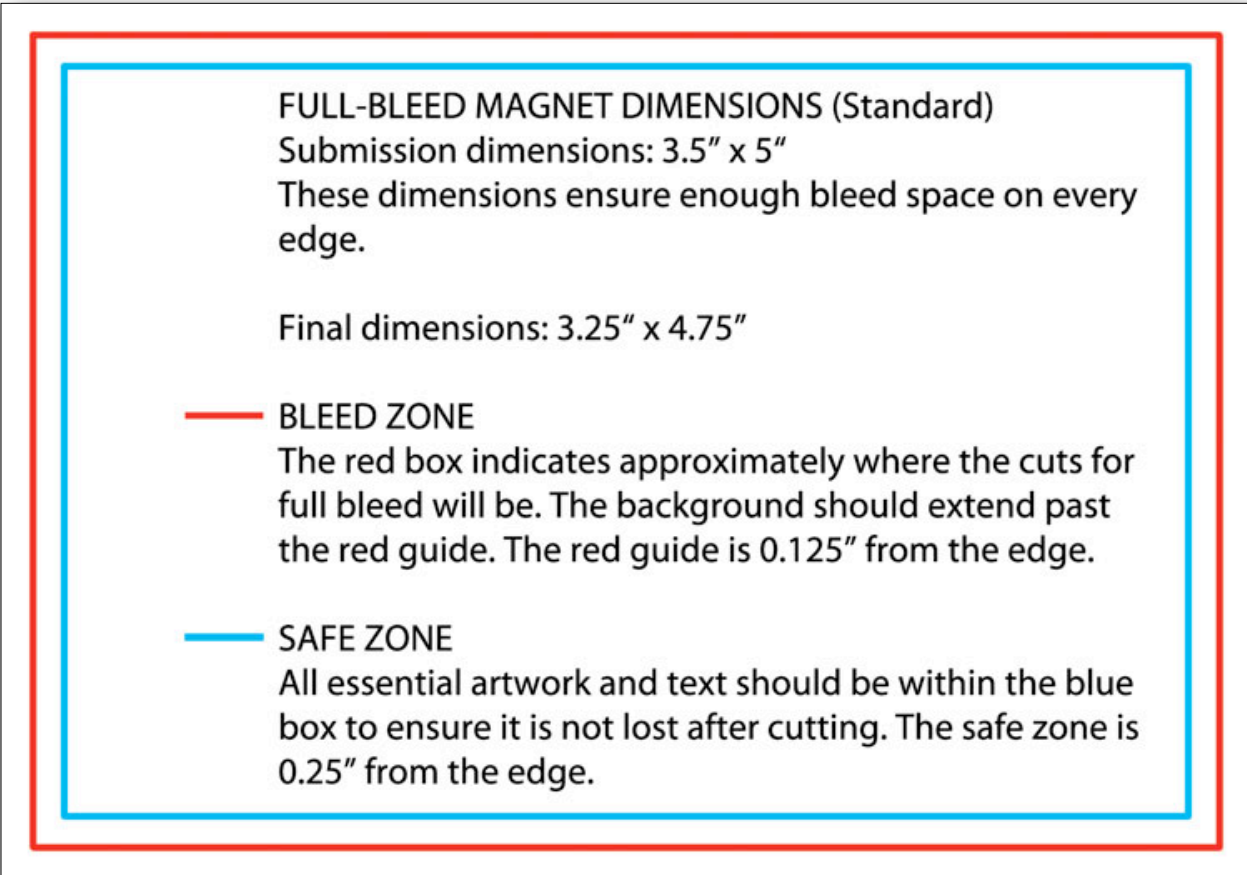 FULL-BLEED MAGNET DIMENSIONS (Standard)
Submission dimensions: 3.5” x 5“
These dimensions ensure enough bleed space on every
edge.
Final dimensions: 3.25“ x 4.75”
BLEED ZONE
The red box indicates approximately where the cuts for
full bleed will be. The background should extend past
the red guide. The red guide is 0.125” from the edge.
SAFE ZONE
All essential artwork and text should be within the blue
box to ensure it is not lost after cutting. The safe zone is
0.25” from the edge.